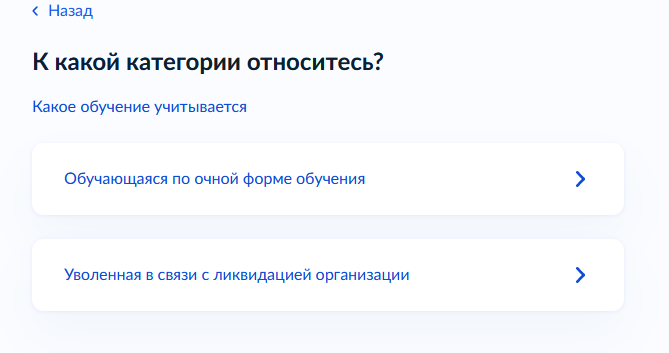 Назад
К какой категории относитесь?
Какое обучение учитывается
Обучающаяся по очной форме обучения
Уволенная в связи с ликвидацией организации